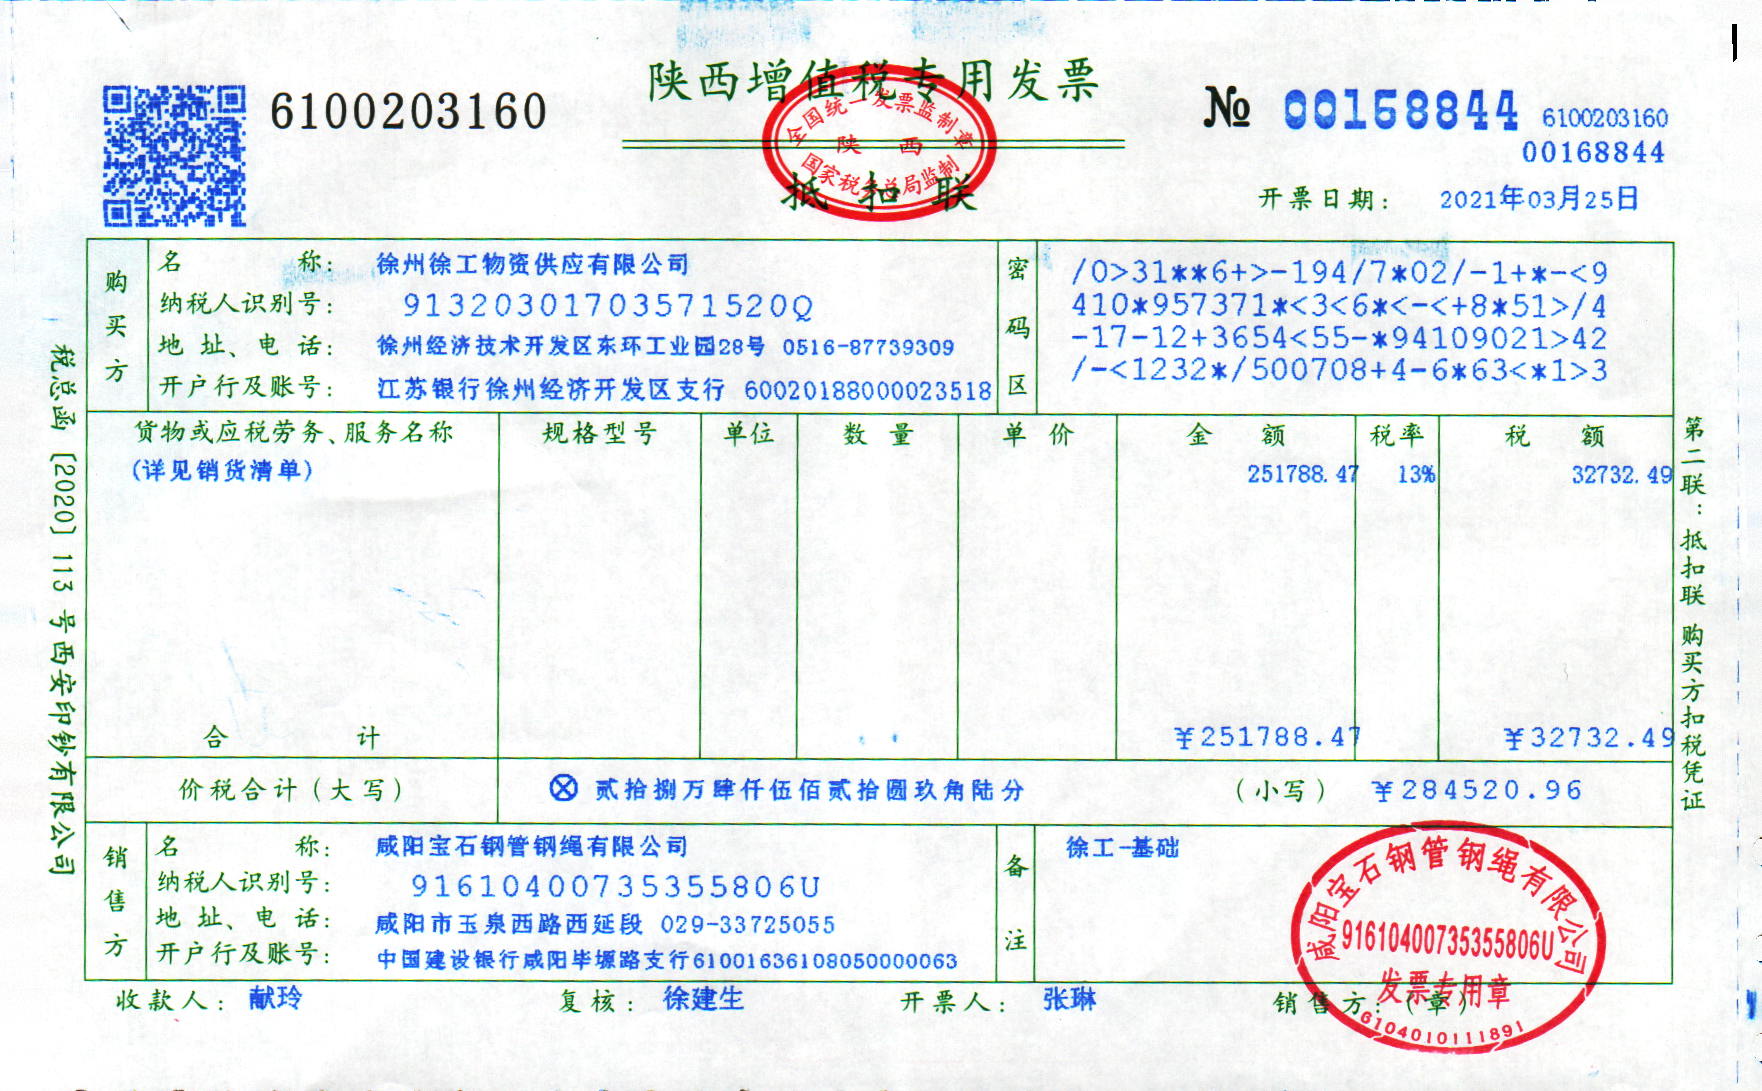 陕西增值税专用发票
6100203160
№ 00168844
6100203160
00168844
全国统一发票监制章
陕 西
国家税务总局监制
抵扣联
开票日期: 2021年03月25日
购买方
名 称: 徐州徐工物资供应有限公司
纳税人识别号: 91320301703571520Q
地 址、电 话: 徐州经济技术开发区东环工业园28号 0516-87739309
开户行及账号: 江苏银行徐州经济开发区支行 60020188000023518
密码区
/0>31**6+>-194/7*02/-1+*-<9
410*957371*<3<6*<-<+8*51>/4
-17-12+3654<55-*94109021>42
/-<1232*/500708+4-6*63<*1>3
货物或应税劳务、服务名称 规格型号 单位 数 量 单 价 金 额 税率 税 额
(详见销货清单) 251788.47 13% 32732.49
合 计 ¥251788.47 ¥32732.49
价税合计(大写) ⊗贰拾捌万肆仟伍佰贰拾圆玖角陆分 (小写) ¥284520.96
销售方
名 称: 咸阳宝石钢管钢绳有限公司
纳税人识别号: 91610400735355806U
地 址、电 话: 咸阳市玉泉西路西延段 029-33725055
开户行及账号: 中国建设银行咸阳毕塬路支行61001636108050000063
备注
徐工-基础
咸阳宝石钢管钢绳有限公司
91610400735355806U
发票专用章
6104010111891
收款人: 献玲 复核: 徐建生 开票人: 张琳 销售方:(章)
税总函[2020]113号西安印钞有限公司
第二联:抵扣联 购买方扣税凭证